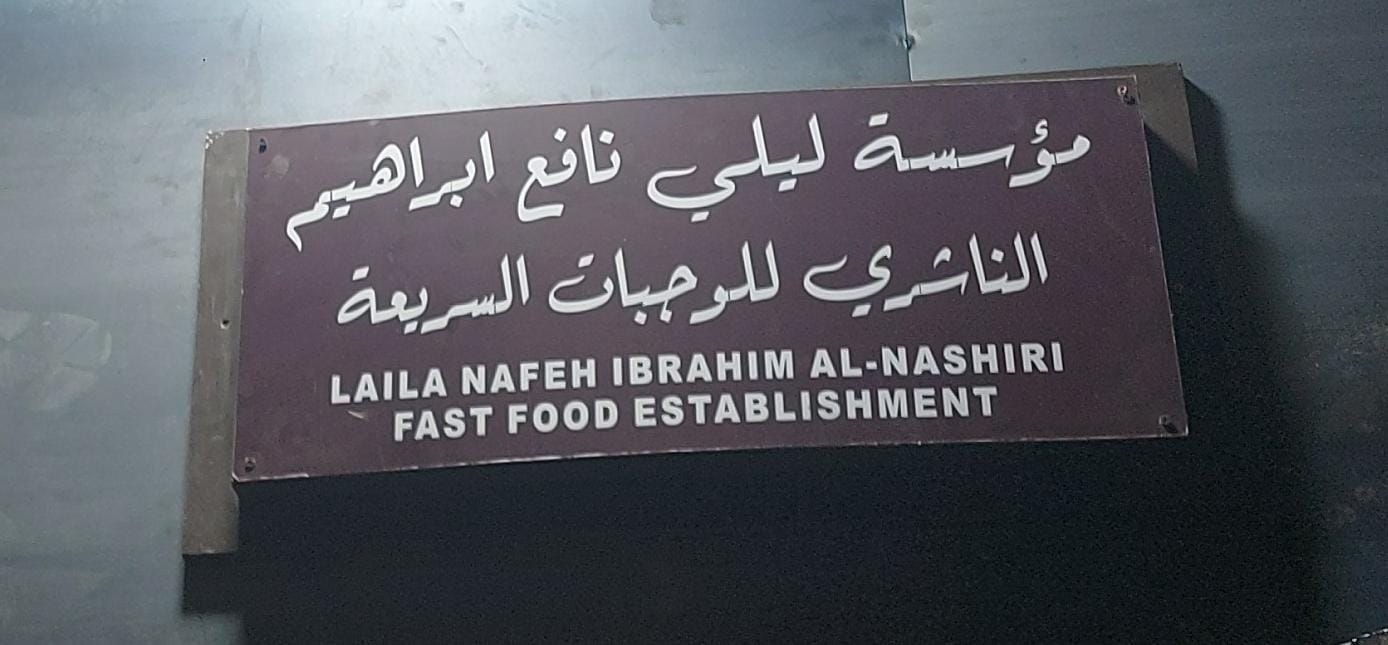 مؤسسة ليلي نافع ابراهيم
الناشري للوجبات السريعة
LAILA NAFEH IBRAHIM AL-NASHIRI
FAST FOOD ESTABLISHMENT